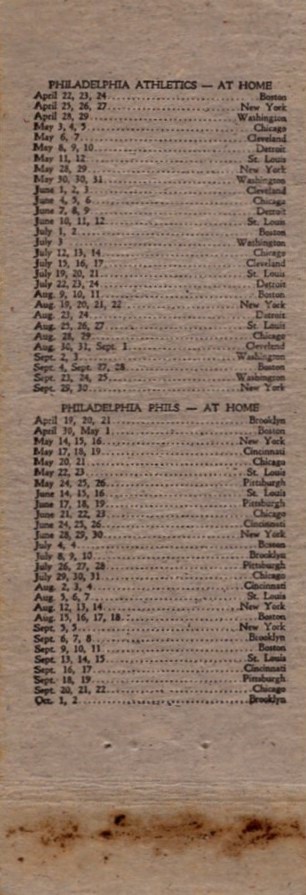 PHILADELPHIA ATHLETICS — AT HOME
April 22, 23, 24 Boston
April 25, 26, 27 New York
April 28, 29 Washington
May 3, 4, 5 Chicago
May 6, 7 Cleveland
May 8, 9, 10 Detroit
May 11, 12 St. Louis
May 28, 29 New York
May 30, 30, 31 Washington
June 1, 2, 3 Cleveland
June 4, 5, 6 Chicago
June 7, 8, 9 Detroit
June 10, 11, 12 St. Louis
July 1, 2 Boston
July 3 Washington
July 12, 13, 14 Chicago
July 15, 16, 17 Cleveland
July 19, 20, 21 St. Louis
July 22, 23, 24 Detroit
Aug. 9, 10, 11 Boston
Aug. 19, 20, 21, 22 New York
Aug. 23, 24 Detroit
Aug. 25, 26, 27 St. Louis
Aug. 28, 29 Chicago
Aug. 30, 31, Sept. 1 Cleveland
Sept. 2, 3 Washington
Sept. 4, Sept. 27, 28 Boston
Sept. 23, 24, 25 Washington
Sept. 29, 30 New York
PHILADELPHIA PHILS — AT HOME
April 19, 20, 21 Brooklyn
April 30, May 1 Boston
May 14, 15, 16 New York
May 17, 18, 19 Cincinnati
May 20, 21 Chicago
May 22, 23 St. Louis
May 24, 25, 26 Pittsburgh
June 14, 15, 16 St. Louis
June 17, 18, 19 Pittsburgh
June 21, 22, 23 Chicago
June 24, 25, 26 Cincinnati
June 28, 29, 30 New York
July 4, 4 Boston
July 8, 9, 10 Brooklyn
July 26, 27, 28 Pittsburgh
July 29, 30, 31 Chicago
Aug. 2, 3, 4 Cincinnati
Aug. 5, 6, 7 St. Louis
Aug. 12, 13, 14 New York
Aug. 15, 16, 17, 18 Boston
Sept. 5, 5 New York
Sept. 6, 7, 8 Brooklyn
Sept. 9, 10, 11 Boston
Sept. 13, 14, 15 St. Louis
Sept. 16, 17 Cincinnati
Sept. 18, 19 Pittsburgh
Sept. 20, 21, 22 Chicago
Oct. 1, 2 Brooklyn